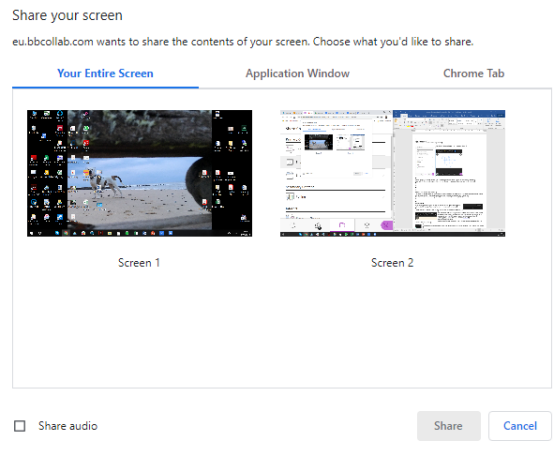 Share your screen
eu.bbcollab.com wants to share the contents of your screen. Choose what you'd like to share.
Your Entire Screen
Application Window
Chrome Tab
Screen 1
Screen 2
Share audio
Share
Cancel